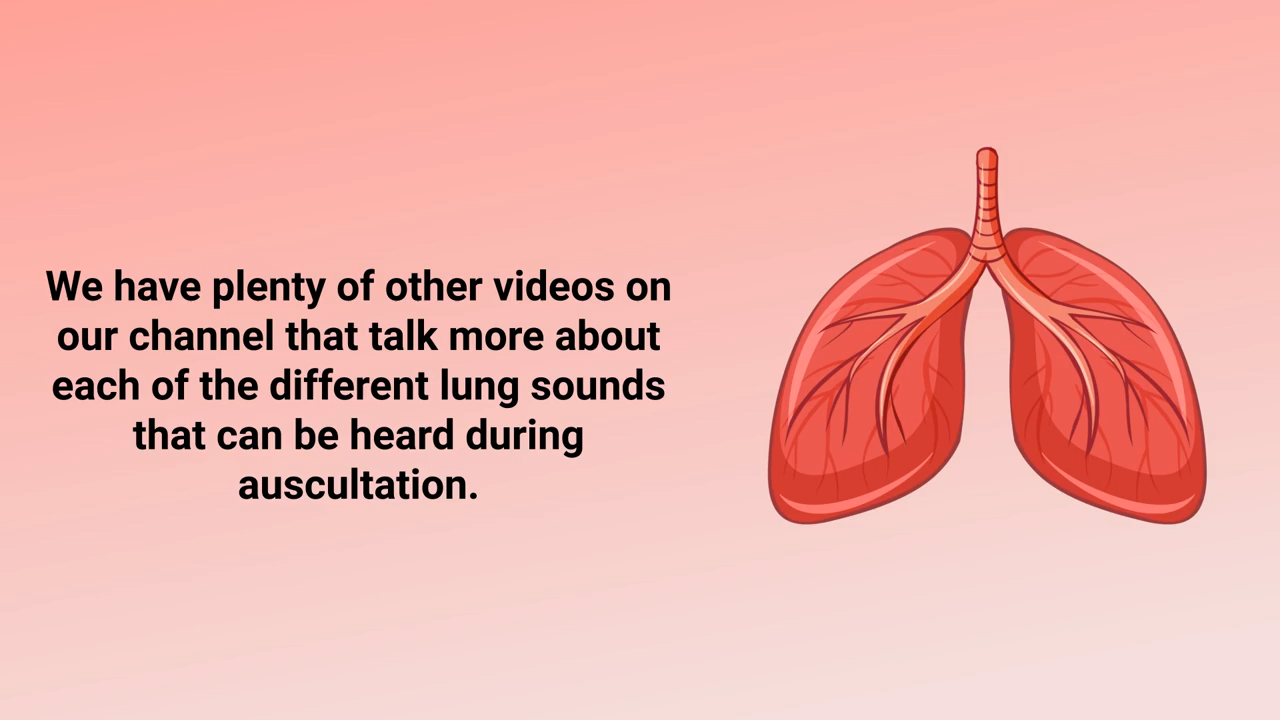 We have plenty of other videos on
our channel that talk more about
each of the different lung sounds
that can be heard during
auscultation.